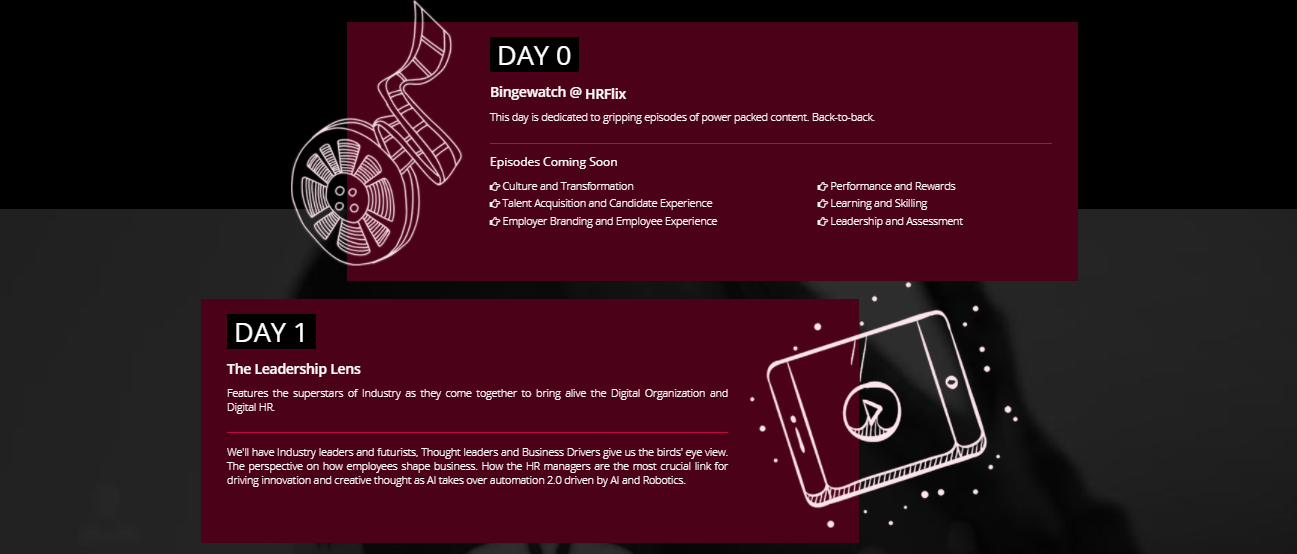 DAY 0
Bingewatch @ HRFlix
This day is dedicated to gripping episodes of power packed content. Back-to-back.
Episodes Coming Soon
Culture and Transformation
Talent Acquisition and Candidate Experience
Employer Branding and Employee Experience
Performance and Rewards
Learning and Skilling
Leadership and Assessment
DAY 1
The Leadership Lens
Features the superstars of Industry as they come together to bring alive the Digital Organization and
Digital HR.
We'll have Industry leaders and futurists, Thought leaders and Business Drivers give us the birds' eye view.
The perspective on how employees shape business. How the HR managers are the most crucial link for
driving innovation and creative thought as AI takes over automation 2.0 driven by AI and Robotics.